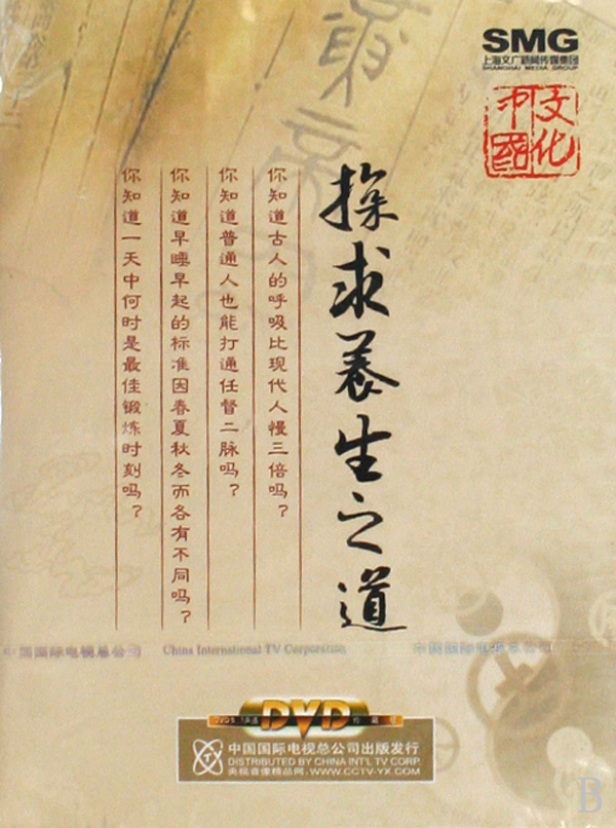 SMG
上海文广新闻传媒集团
SHANGHAI MEDIA GROUP
文化
中國
探求养生之道
你知道古人的呼吸比现代人慢三倍吗？
你知道普通人也能打通任督二脉吗？
你知道早睡早起的标准因春夏秋冬而各有不同吗？
你知道一天中何时是最佳锻炼时刻吗？
中国国际电视总公司
China International TV Corporation
中国国际电视总公司
DVD
中国国际电视总公司出版发行
DISTRIBUTED BY CHINA INT'L TV CORP.
央视音像精品网.WWW.CCTV-YX.COM
B